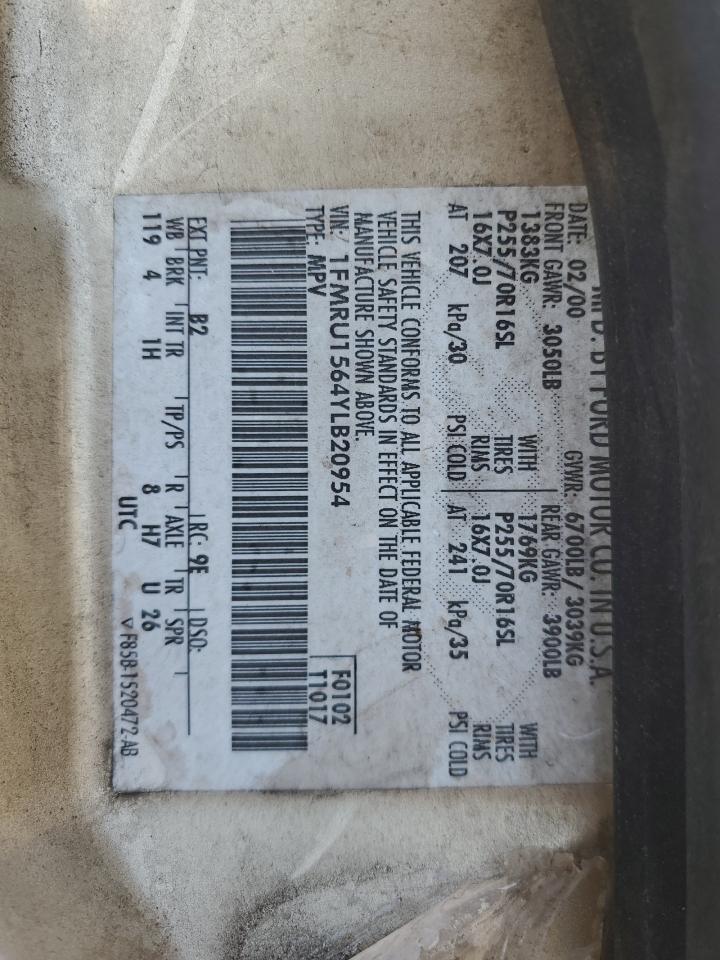 MFD. BY FORD MOTOR CO. IN U.S.A.
DATE: 02/00 GVWR: 6700LB / 3039KG
FRONT GAWR: 3050LB REAR GAWR: 3900LB
1383KG WITH 1769KG WITH
P255/70R16SL TIRES P255/70R16SL TIRES
16X7.0J RIMS 16X7.0J RIMS
AT 207 kPa/30 PSI COLD AT 241 kPa/35 PSI COLD
THIS VEHICLE CONFORMS TO ALL APPLICABLE FEDERAL MOTOR
VEHICLE SAFETY STANDARDS IN EFFECT ON THE DATE OF
MANUFACTURE SHOWN ABOVE.
VIN: 1FMRU1564YLB20954 F0102
TYPE: MPV T1017
EXT PNT: B2 RC: 9E DSO:
WB BRK INT TR TP/PS R AXLE TR SPR
119 4 1H 8 H7 U 26
UTC ▽ F85B-1520472-AB